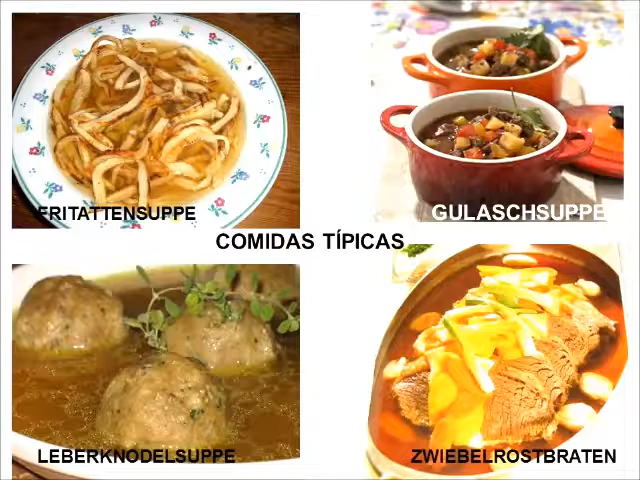 FRITATTENSUPPE
GULASCHSUPPE
COMIDAS TÍPICAS
LEBERKNODELSUPPE
ZWIEBELROSTBRATEN